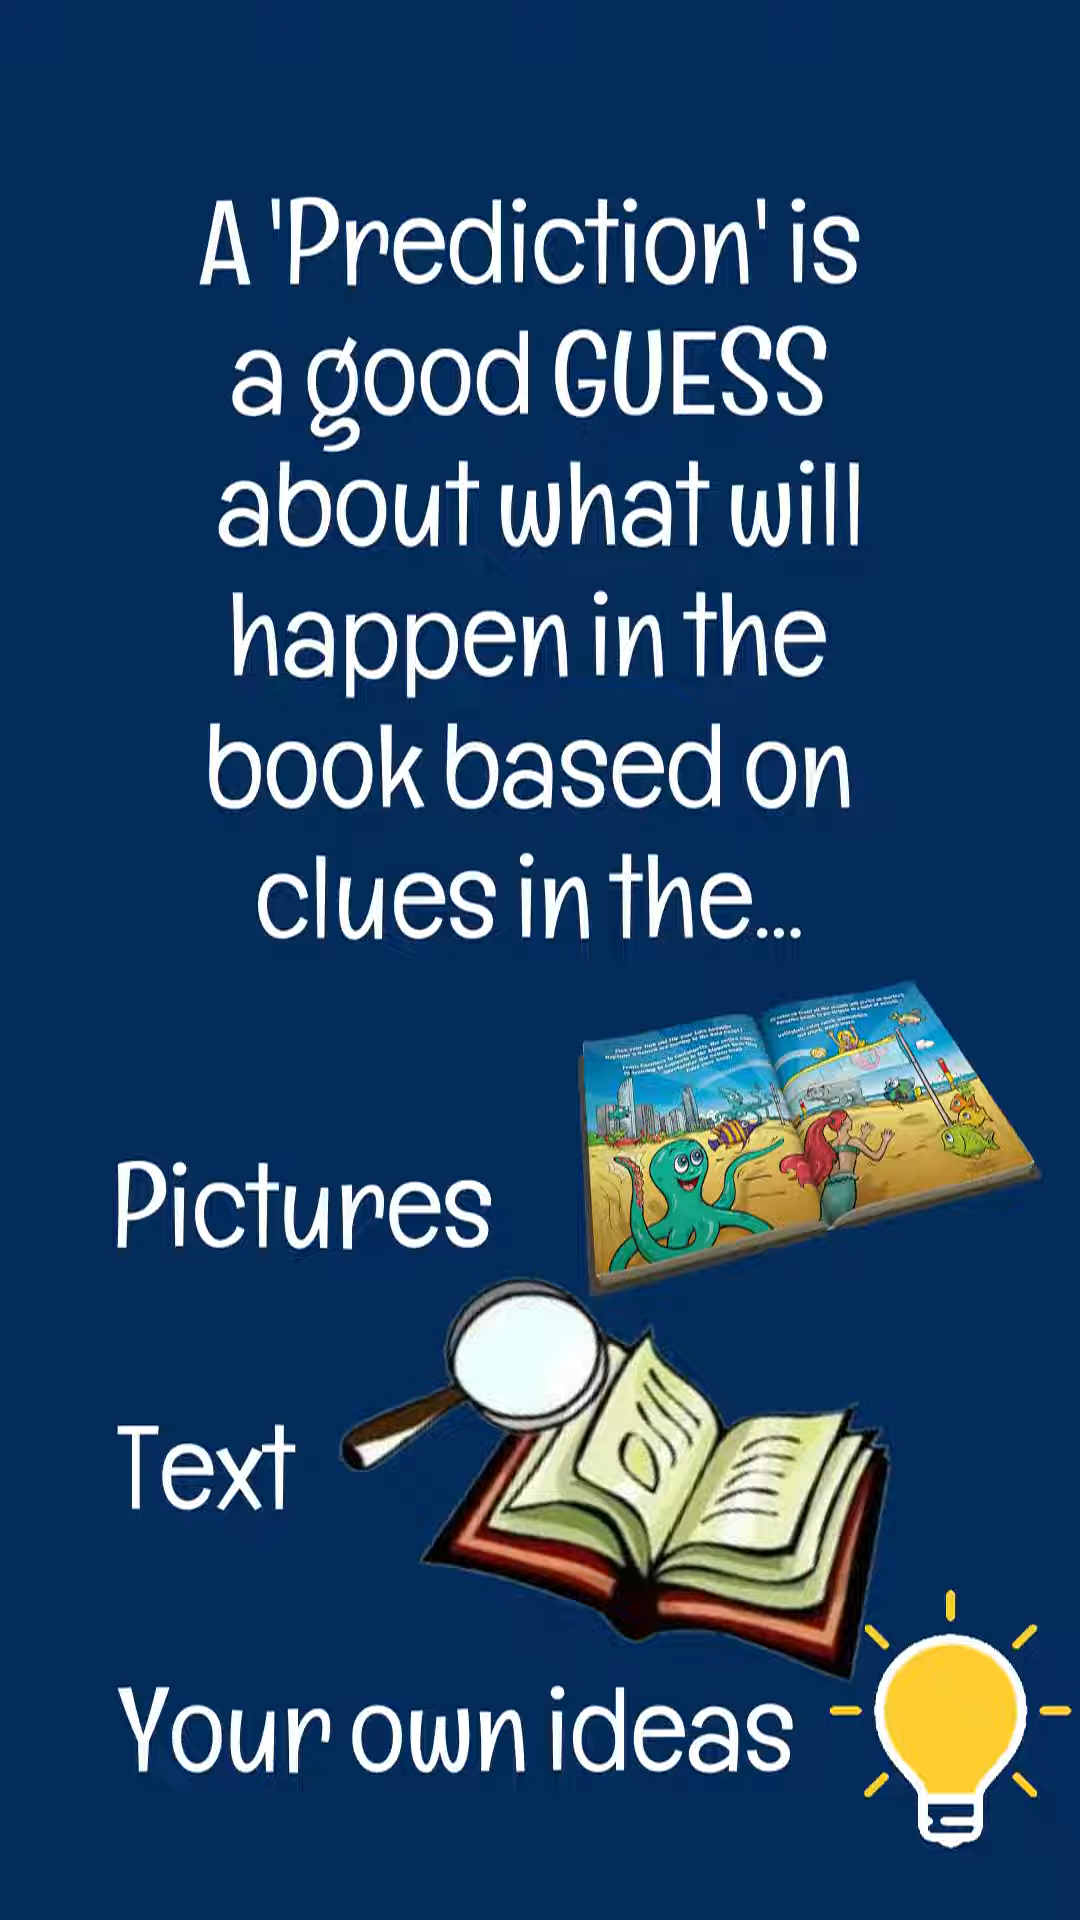 A 'Prediction' is
a good GUESS
about what will
happen in the
book based on
clues in the...
Pictures
Text
Your own ideas